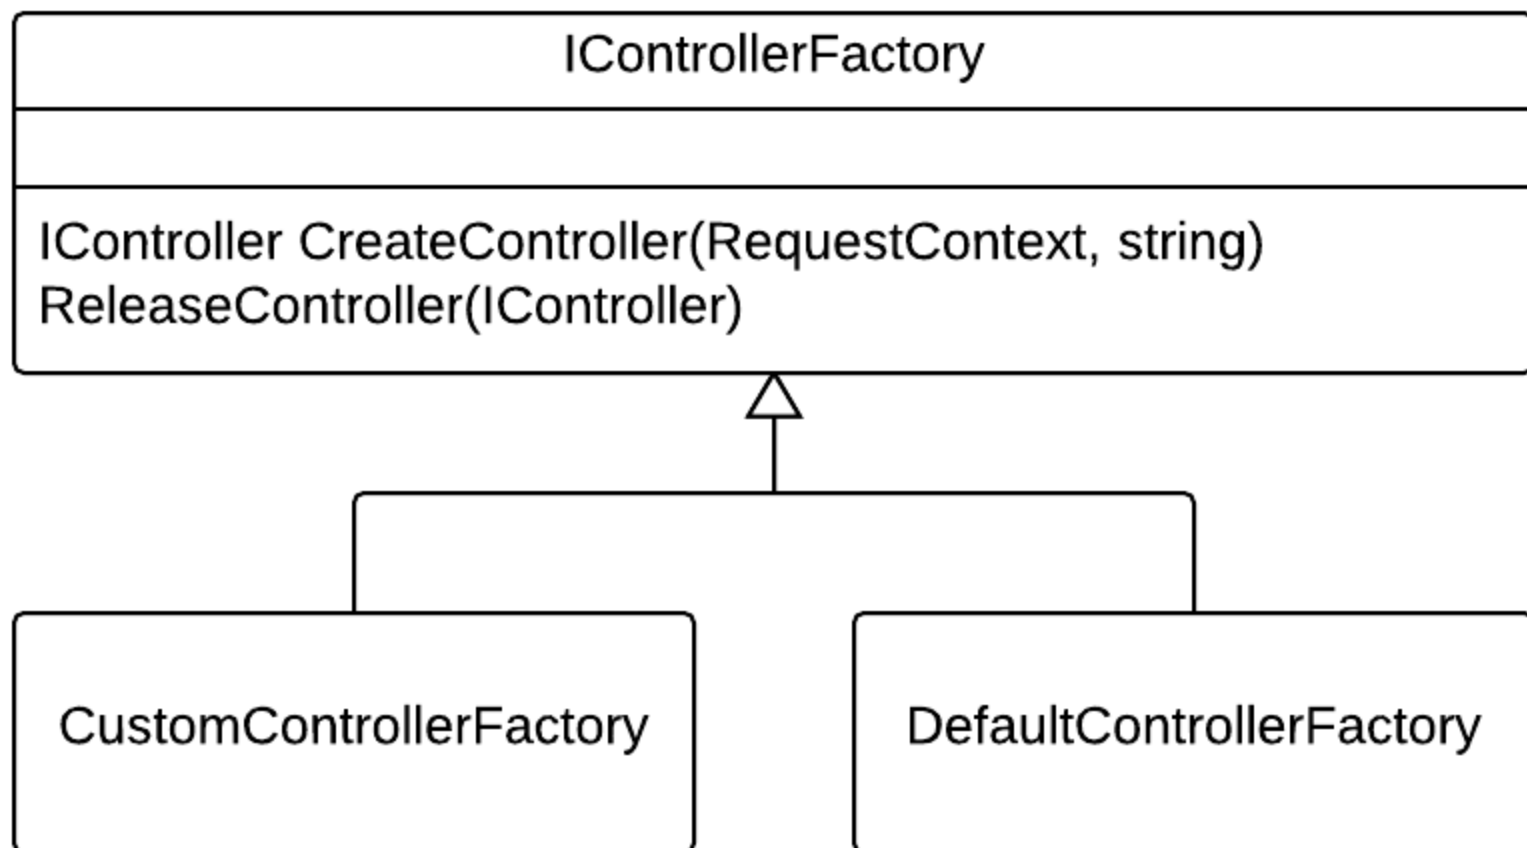 IControllerFactory
IController CreateController(RequestContext, string)
ReleaseController(IController)
CustomControllerFactory
DefaultControllerFactory